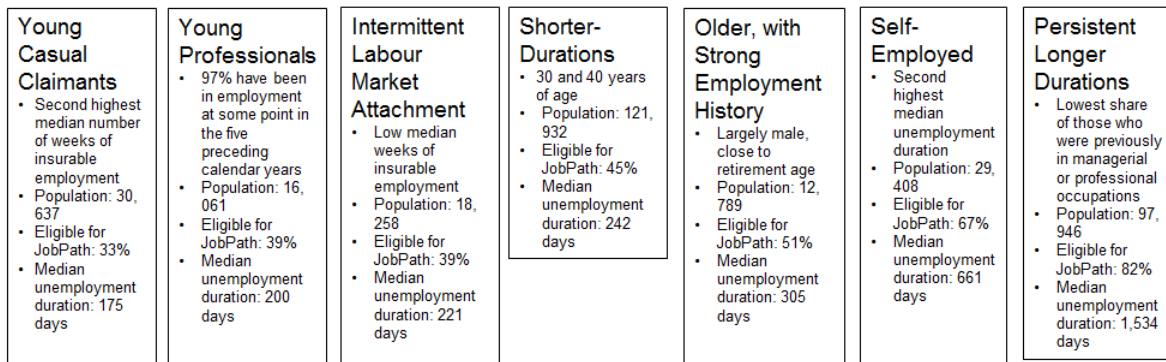 Young
Casual
Claimants
• Second highest
median number
of weeks of
insurable
employment
• Population: 30,
637
• Eligible for
JobPath: 33%
• Median
unemployment
duration: 175
days
Young
Professionals
• 97% have been
in employment
at some point in
the five
preceding
calendar years
• Population: 16,
061
• Eligible for
JobPath: 39%
• Median
unemployment
duration: 200
days
Intermittent
Labour
Market
Attachment
• Low median
weeks of
insurable
employment
• Population: 18,
258
• Eligible for
JobPath: 39%
• Median
unemployment
duration: 221
days
Shorter-
Durations
• 30 and 40 years
of age
• Population: 121,
932
• Eligible for
JobPath: 45%
• Median
unemployment
duration: 242
days
Older, with
Strong
Employment
History
• Largely male,
close to
retirement age
• Population: 12,
789
• Eligible for
JobPath: 51%
• Median
unemployment
duration: 305
days
Self-
Employed
• Second
highest
median
unemployment
duration
• Population: 29,
408
• Eligible for
JobPath: 67%
• Median
unemployment
duration: 661
days
Persistent
Longer
Durations
• Lowest share
of those who
were previously
in managerial
or professional
occupations
• Population: 97,
946
• Eligible for
JobPath: 82%
• Median
unemployment
duration: 1,534
days